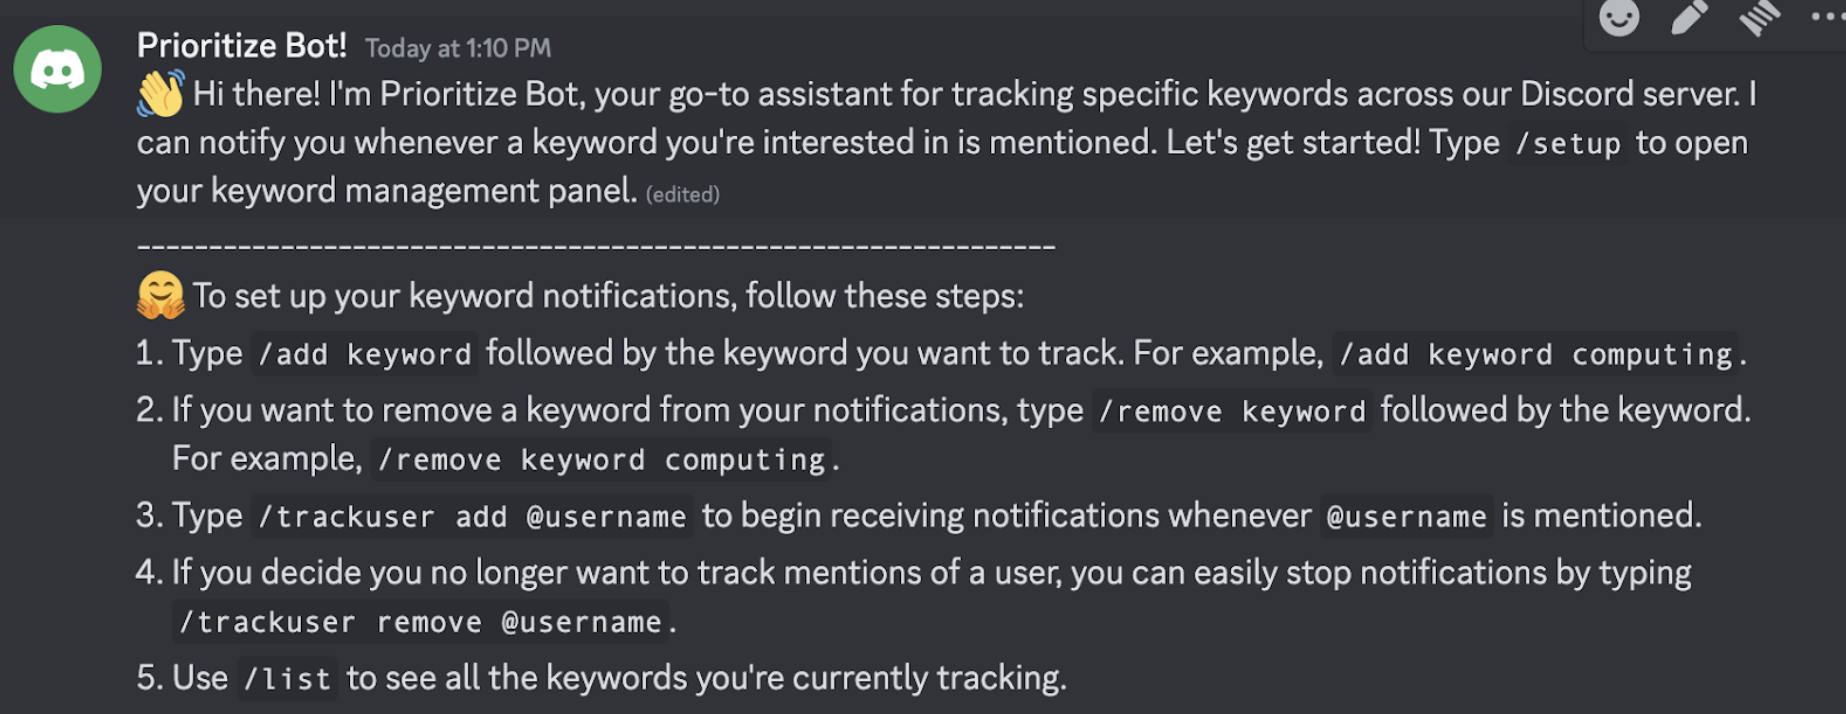 Prioritize Bot! Today at 1:10 PM
👋 Hi there! I'm Prioritize Bot, your go-to assistant for tracking specific keywords across our Discord server. I
can notify you whenever a keyword you're interested in is mentioned. Let's get started! Type /setup to open
your keyword management panel. (edited)
----------------------------------------------------------------
🤗 To set up your keyword notifications, follow these steps:
1. Type /add keyword followed by the keyword you want to track. For example, /add keyword computing.
2. If you want to remove a keyword from your notifications, type /remove keyword followed by the keyword.
For example, /remove keyword computing.
3. Type /trackuser add @username to begin receiving notifications whenever @username is mentioned.
4. If you decide you no longer want to track mentions of a user, you can easily stop notifications by typing
/trackuser remove @username.
5. Use /list to see all the keywords you're currently tracking.